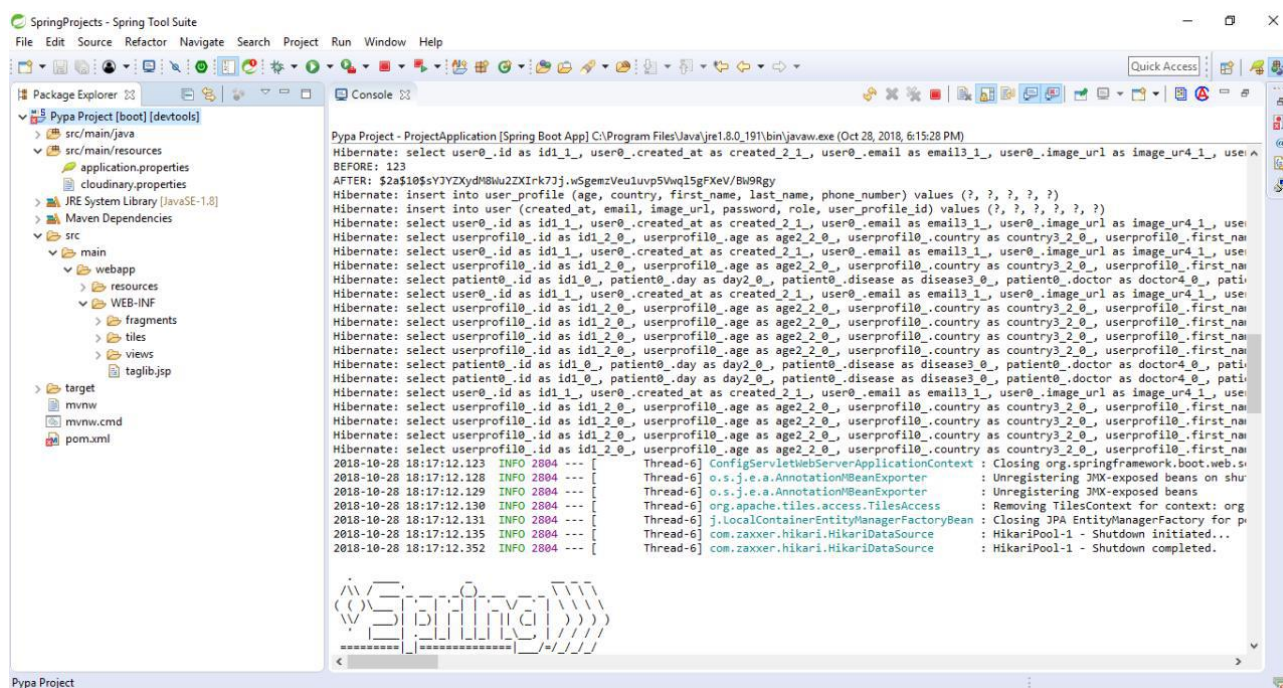 SpringProjects - Spring Tool Suite
File Edit Source Refactor Navigate Search Project Run Window Help
Quick Access
Package Explorer
Console
Pypa Project [boot] [devtools]
src/main/java
src/main/resources
application.properties
cloudinary.properties
JRE System Library [JavaSE-1.8]
Maven Dependencies
src
main
webapp
resources
WEB-INF
fragments
tiles
views
taglib.jsp
target
mvnw
mvnw.cmd
pom.xml
Pypa Project - ProjectApplication [Spring Boot App] C:\Program Files\Java\jre1.8.0_191\bin\javaw.exe (Oct 28, 2018, 6:15:28 PM)
Hibernate: select user0_.id as id1_1_, user0_.created_at as created_2_1_, user0_.email as email3_1_, user0_.image_url as image_ur4_1_, use
BEFORE: 123
Hibernate: insert into user_profile (age, country, first_name, last_name, phone_number) values (?, ?, ?, ?, ?)
Hibernate: insert into user (created_at, email, image_url, password, role, user_profile_id) values (?, ?, ?, ?, ?, ?)
Hibernate: select user0_.id as id1_1_, user0_.created_at as created_2_1_, user0_.email as email3_1_, user0_.image_url as image_ur4_1_, use
Hibernate: select userprofil0_.id as id1_2_0_, userprofil0_.age as age2_2_0_, userprofil0_.country as country3_2_0_, userprofil0_.first_na
Hibernate: select user0_.id as id1_1_, user0_.created_at as created_2_1_, user0_.email as email3_1_, user0_.image_url as image_ur4_1_, use
Hibernate: select userprofil0_.id as id1_2_0_, userprofil0_.age as age2_2_0_, userprofil0_.country as country3_2_0_, userprofil0_.first_na
Hibernate: select patient0_.id as id1_0_, patient0_.day as day2_0_, patient0_.disease as disease3_0_, patient0_.doctor as doctor4_0_, pati
Hibernate: select user0_.id as id1_1_, user0_.created_at as created_2_1_, user0_.email as email3_1_, user0_.image_url as image_ur4_1_, use
Hibernate: select userprofil0_.id as id1_2_0_, userprofil0_.age as age2_2_0_, userprofil0_.country as country3_2_0_, userprofil0_.first_na
Hibernate: select userprofil0_.id as id1_2_0_, userprofil0_.age as age2_2_0_, userprofil0_.country as country3_2_0_, userprofil0_.first_na
Hibernate: select userprofil0_.id as id1_2_0_, userprofil0_.age as age2_2_0_, userprofil0_.country as country3_2_0_, userprofil0_.first_na
Hibernate: select userprofil0_.id as id1_2_0_, userprofil0_.age as age2_2_0_, userprofil0_.country as country3_2_0_, userprofil0_.first_na
Hibernate: select patient0_.id as id1_0_, patient0_.day as day2_0_, patient0_.disease as disease3_0_, patient0_.doctor as doctor4_0_, pati
Hibernate: select patient0_.id as id1_0_, patient0_.day as day2_0_, patient0_.disease as disease3_0_, patient0_.doctor as doctor4_0_, pati
Hibernate: select user0_.id as id1_1_, user0_.created_at as created_2_1_, user0_.email as email3_1_, user0_.image_url as image_ur4_1_, use
Hibernate: select userprofil0_.id as id1_2_0_, userprofil0_.age as age2_2_0_, userprofil0_.country as country3_2_0_, userprofil0_.first_na
Hibernate: select userprofil0_.id as id1_2_0_, userprofil0_.age as age2_2_0_, userprofil0_.country as country3_2_0_, userprofil0_.first_na
Hibernate: select userprofil0_.id as id1_2_0_, userprofil0_.age as age2_2_0_, userprofil0_.country as country3_2_0_, userprofil0_.first_na
Hibernate: select userprofil0_.id as id1_2_0_, userprofil0_.age as age2_2_0_, userprofil0_.country as country3_2_0_, userprofil0_.first_na
2018-10-28 18:17:12.123 INFO 2804 --- [ Thread-6] ConfigServletWebServerApplicationContext : Closing org.springframework.boot.web.s
2018-10-28 18:17:12.128 INFO 2804 --- [ Thread-6] o.s.j.e.a.AnnotationMBeanExporter : Unregistering JMX-exposed beans on shu
2018-10-28 18:17:12.129 INFO 2804 --- [ Thread-6] o.s.j.e.a.AnnotationMBeanExporter : Unregistering JMX-exposed beans
2018-10-28 18:17:12.130 INFO 2804 --- [ Thread-6] org.apache.tiles.access.TilesAccess : Removing TilesContext for context: org
2018-10-28 18:17:12.131 INFO 2804 --- [ Thread-6] j.LocalContainerEntityManagerFactoryBean : Closing JPA EntityManagerFactory for p
2018-10-28 18:17:12.135 INFO 2804 --- [ Thread-6] com.zaxxer.hikari.HikariDataSource : HikariPool-1 - Shutdown initiated...
2018-10-28 18:17:12.352 INFO 2804 --- [ Thread-6] com.zaxxer.hikari.HikariDataSource : HikariPool-1 - Shutdown completed.
Spring
Pypa Project